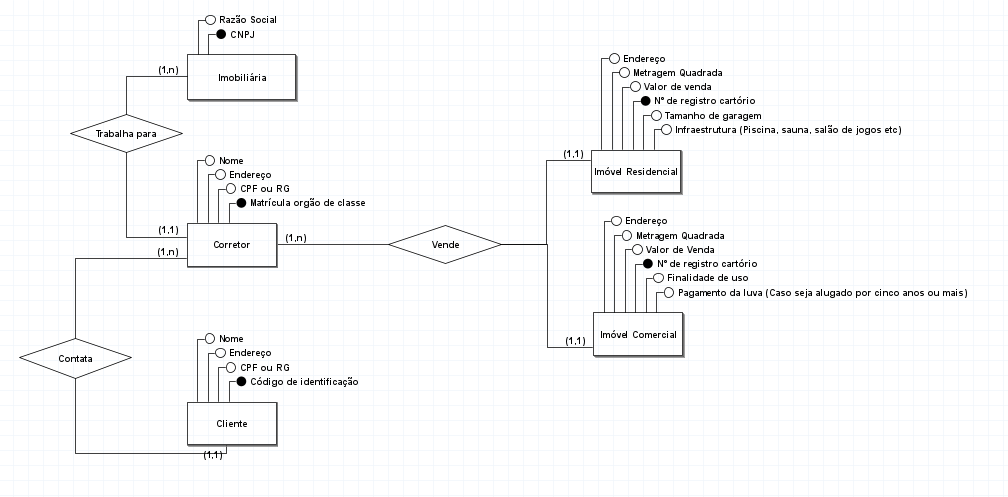 Razão Social
CNPJ
(1,n)
Imobiliária
Trabalha para
Nome
Endereço
CPF ou RG
Matrícula orgão de classe
(1,1)
Corretor
(1,n)
(1,n)
Vende
Contata
Nome
Endereço
CPF ou RG
Código de identificação
Cliente
(1,1)
Endereço
Metragem Quadrada
Valor de venda
Nº de registro cartório
Tamanho de garagem
Infraestrutura (Piscina, sauna, salão de jogos etc)
(1,1)
Imóvel Residencial
Endereço
Metragem Quadrada
Valor de Venda
Nº de registro cartório
Finalidade de uso
Pagamento da luva (Caso seja alugado por cinco anos ou mais)
Imóvel Comercial
(1,1)